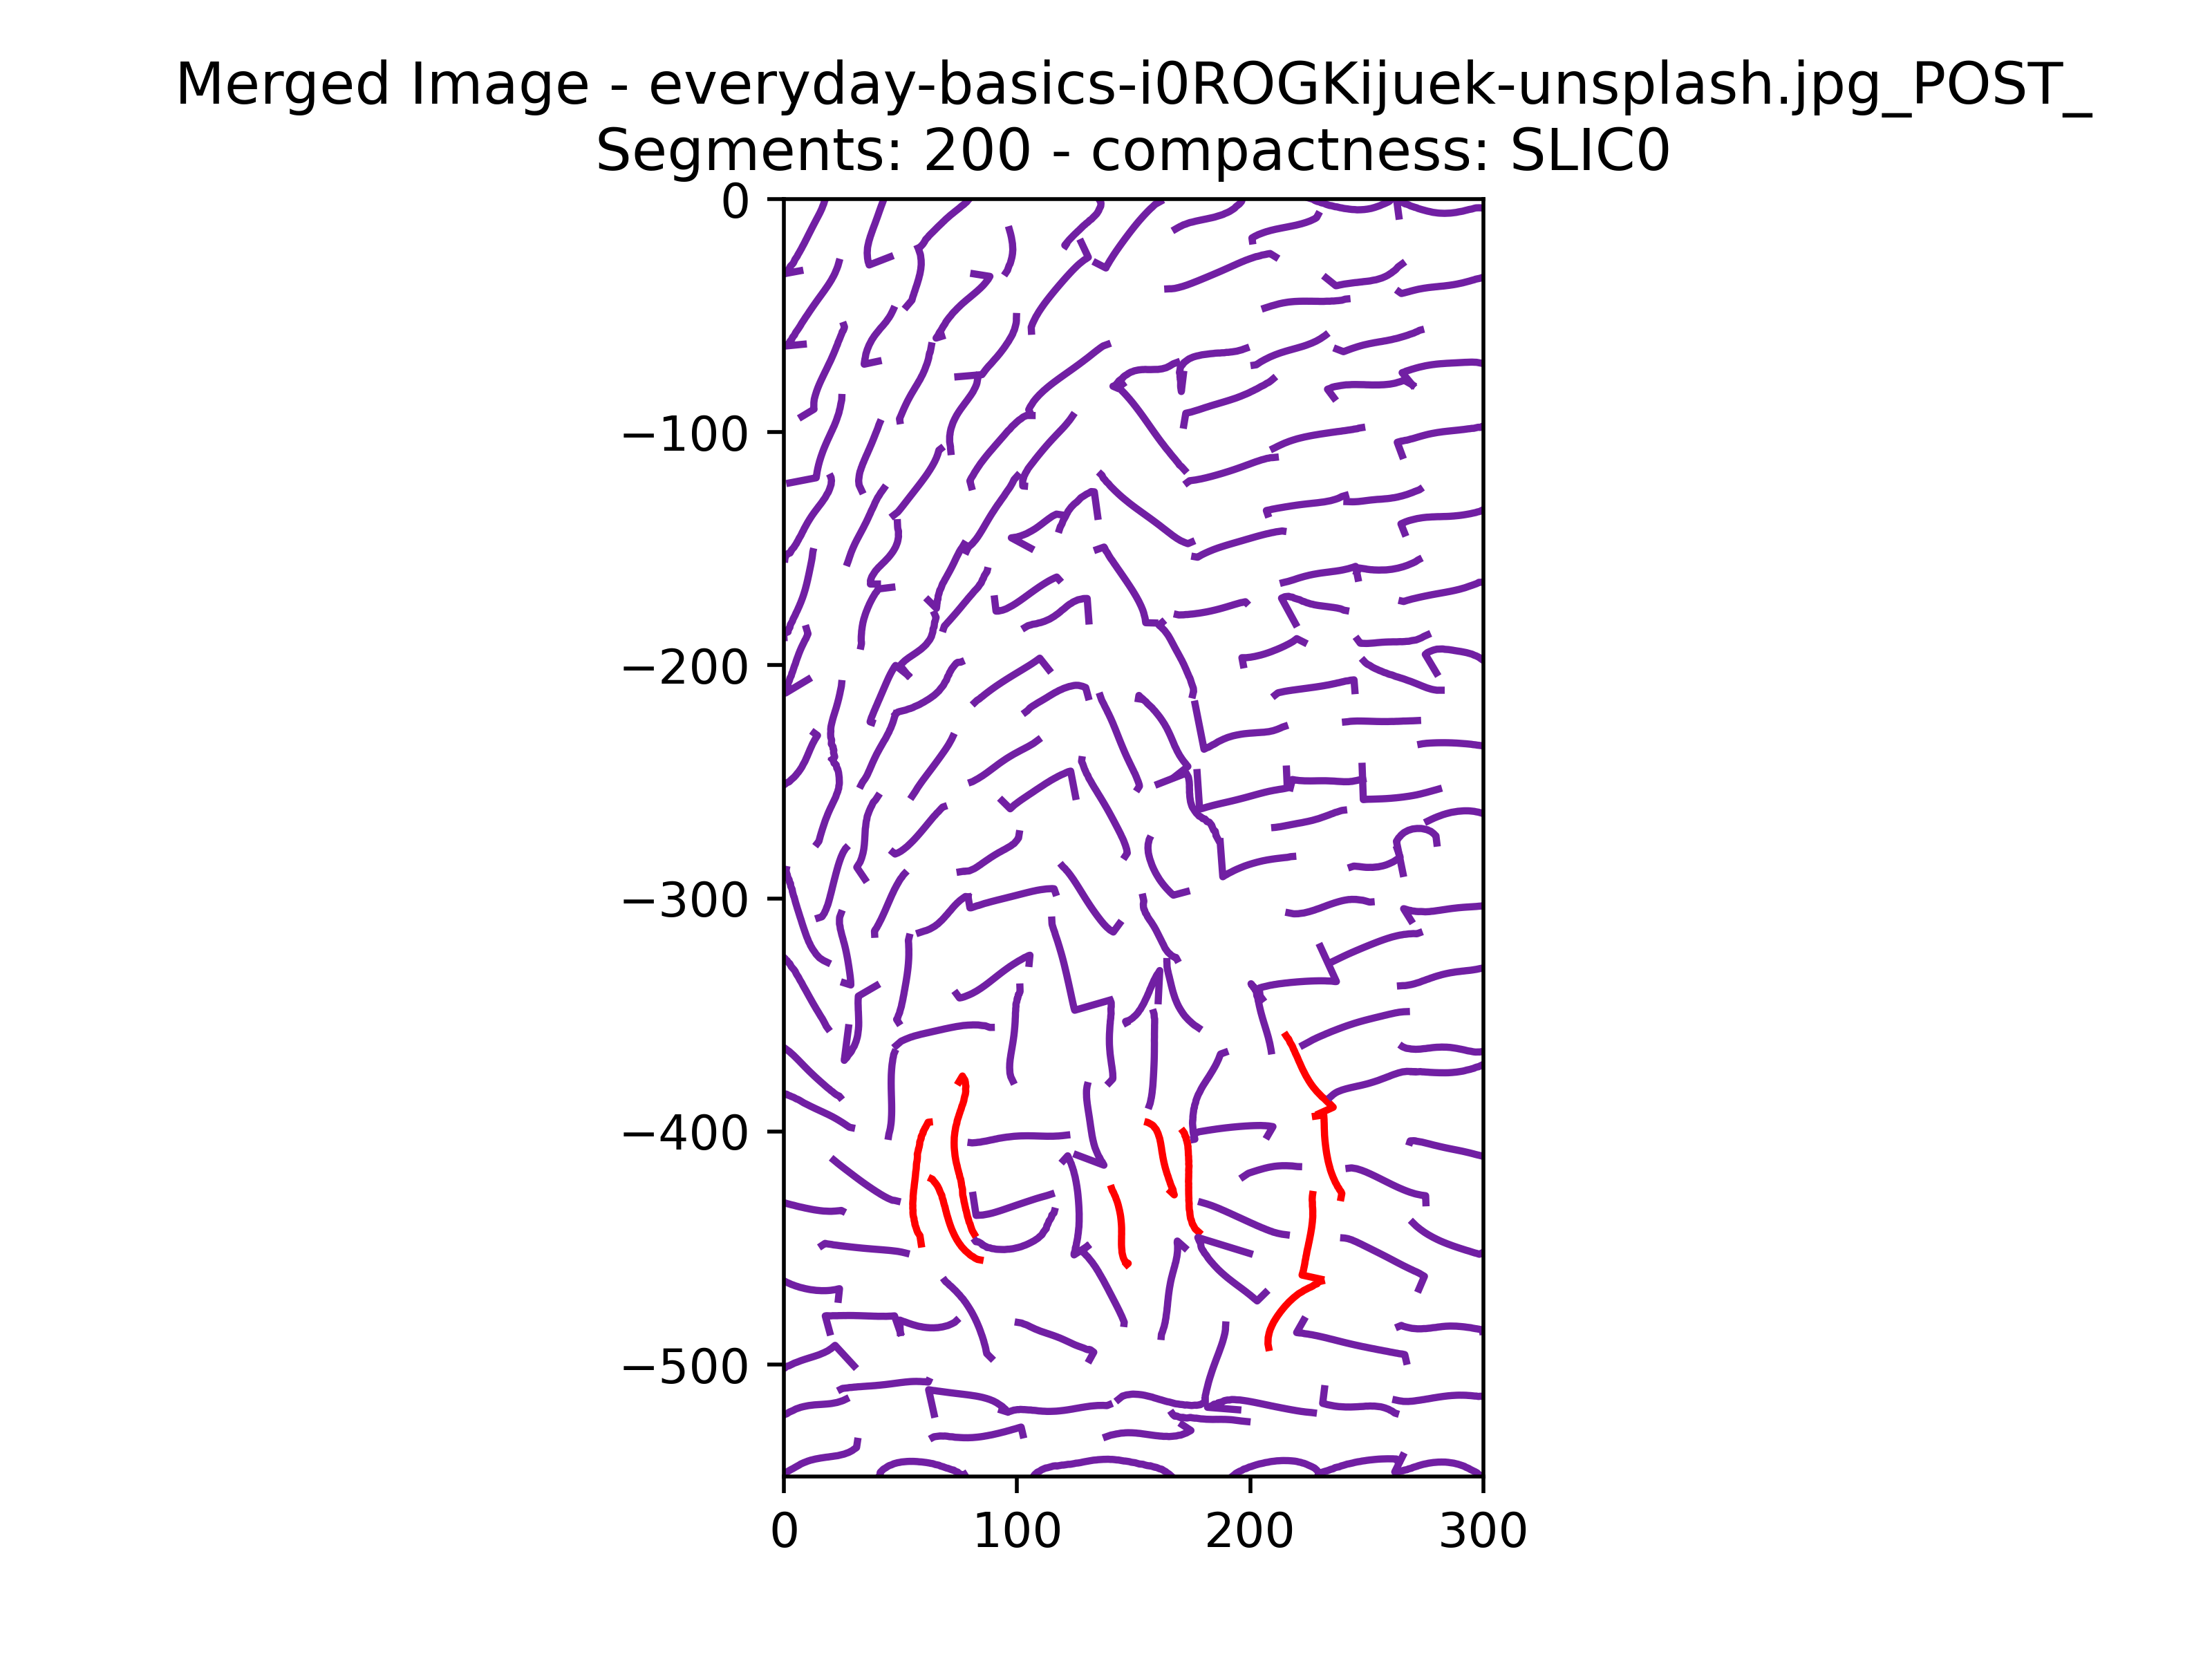 Merged Image - everyday-basics-i0ROGKijuek-unsplash.jpg_POST_
Segments: 200 - compactness: SLIC0
0
−100
−200
−300
−400
−500
0 100 200 300